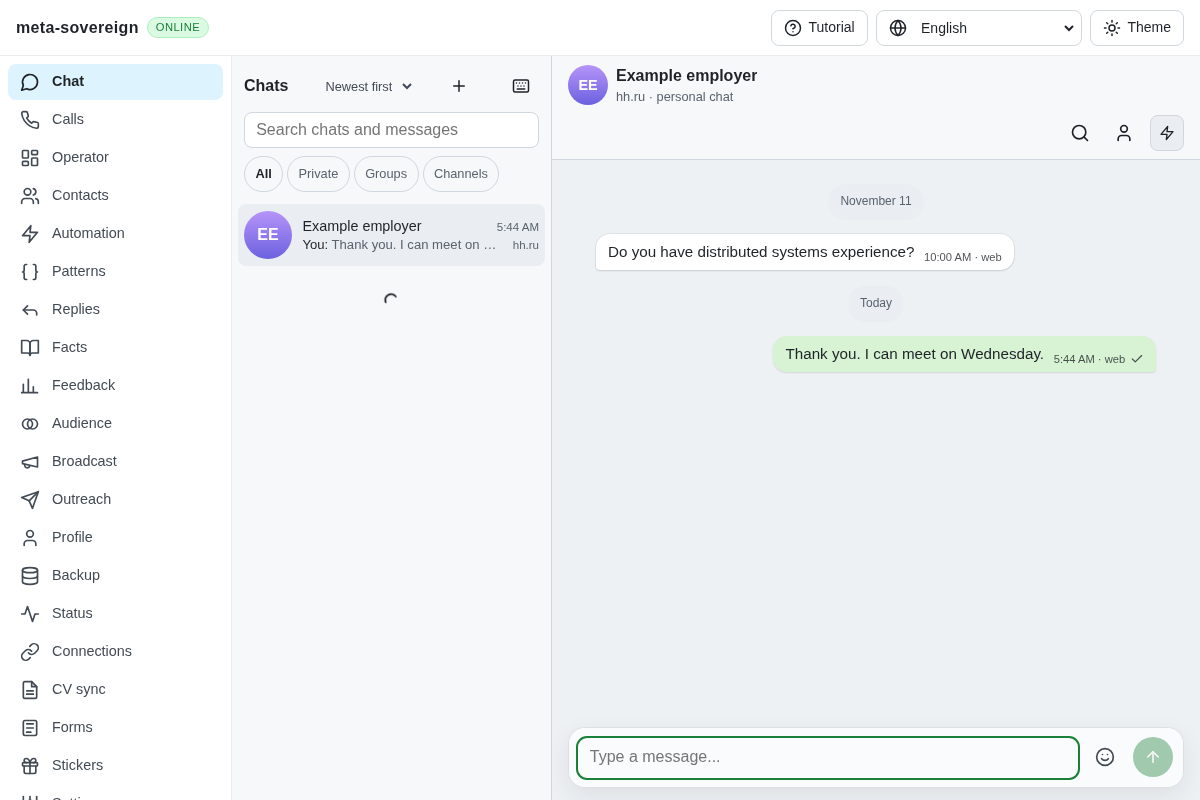 meta-sovereign ONLINE
Tutorial English Theme
Chat
Calls
Operator
Contacts
Automation
Patterns
Replies
Facts
Feedback
Audience
Broadcast
Outreach
Profile
Backup
Status
Connections
CV sync
Forms
Stickers
Chats Newest first
Search chats and messages
All Private Groups Channels
EE Example employer 5:44 AM
You: Thank you. I can meet on … hh.ru
EE Example employer
hh.ru · personal chat
November 11
Do you have distributed systems experience? 10:00 AM · web
Today
Thank you. I can meet on Wednesday. 5:44 AM · web
Type a message...